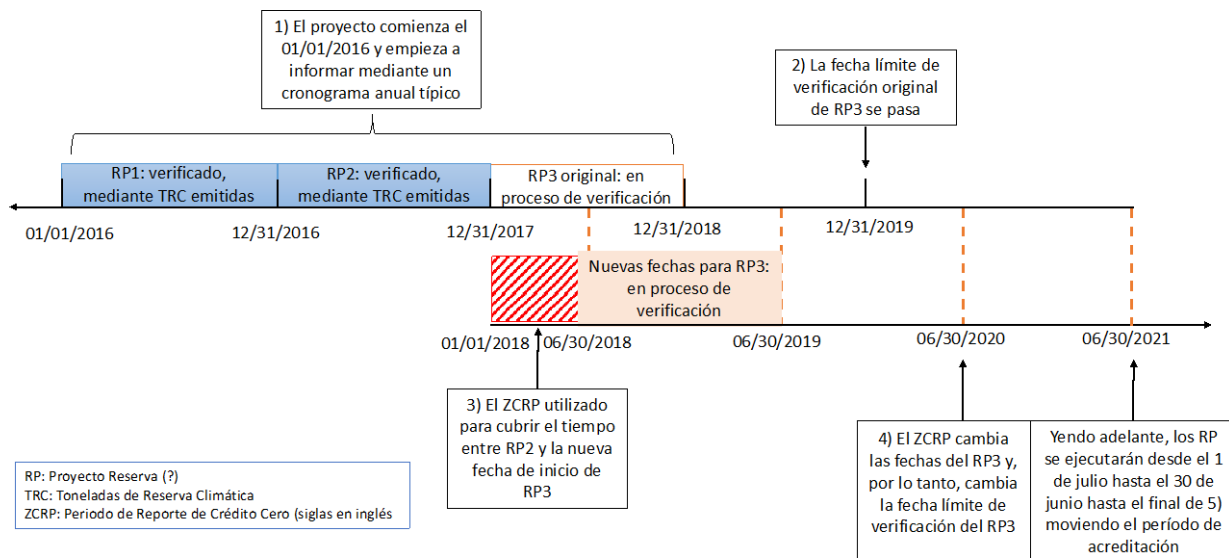 1) El proyecto comienza el
01/01/2016 y empieza a
informar mediante un
cronograma anual típico
2) La fecha límite de
verificación original
de RP3 se pasa
RP1: verificado,
mediante TRC emitidas
RP2: verificado,
mediante TRC emitidas
RP3 original: en
proceso de verificación
01/01/2016
12/31/2016
12/31/2017
12/31/2018
12/31/2019
Nuevas fechas para RP3:
en proceso de
verificación
01/01/2018
06/30/2018
06/30/2019
06/30/2020
06/30/2021
3) El ZCRP utilizado
para cubrir el tiempo
entre RP2 y la nueva
fecha de inicio de
RP3
4) El ZCRP cambia
las fechas del RP3 y,
por lo tanto, cambia
la fecha límite de
verificación del RP3
Yendo adelante, los RP
se ejecutarán desde el 1
de julio hasta el 30 de
junio hasta el final de 5)
moviendo el período de
acreditación
RP: Proyecto Reserva (?)
TRC: Toneladas de Reserva Climática
ZCRP: Periodo de Reporte de Crédito Cero (siglas en inglés